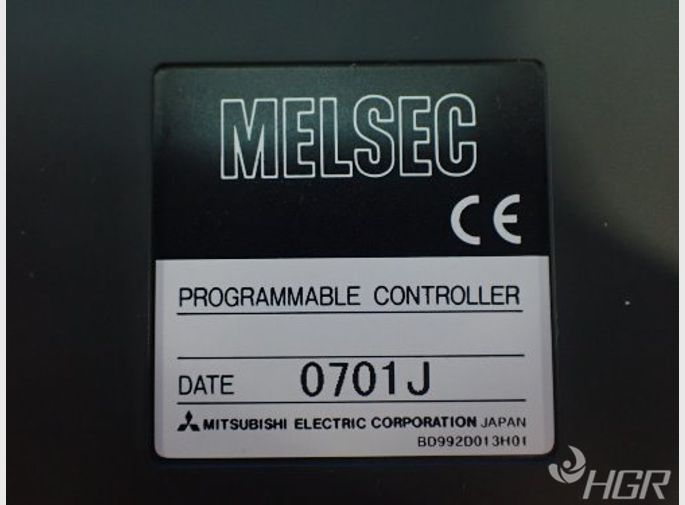 MELSEC
CE
PROGRAMMABLE CONTROLLER
DATE 0701J
MITSUBISHI ELECTRIC CORPORATION JAPAN
BD992D013H01
HGR